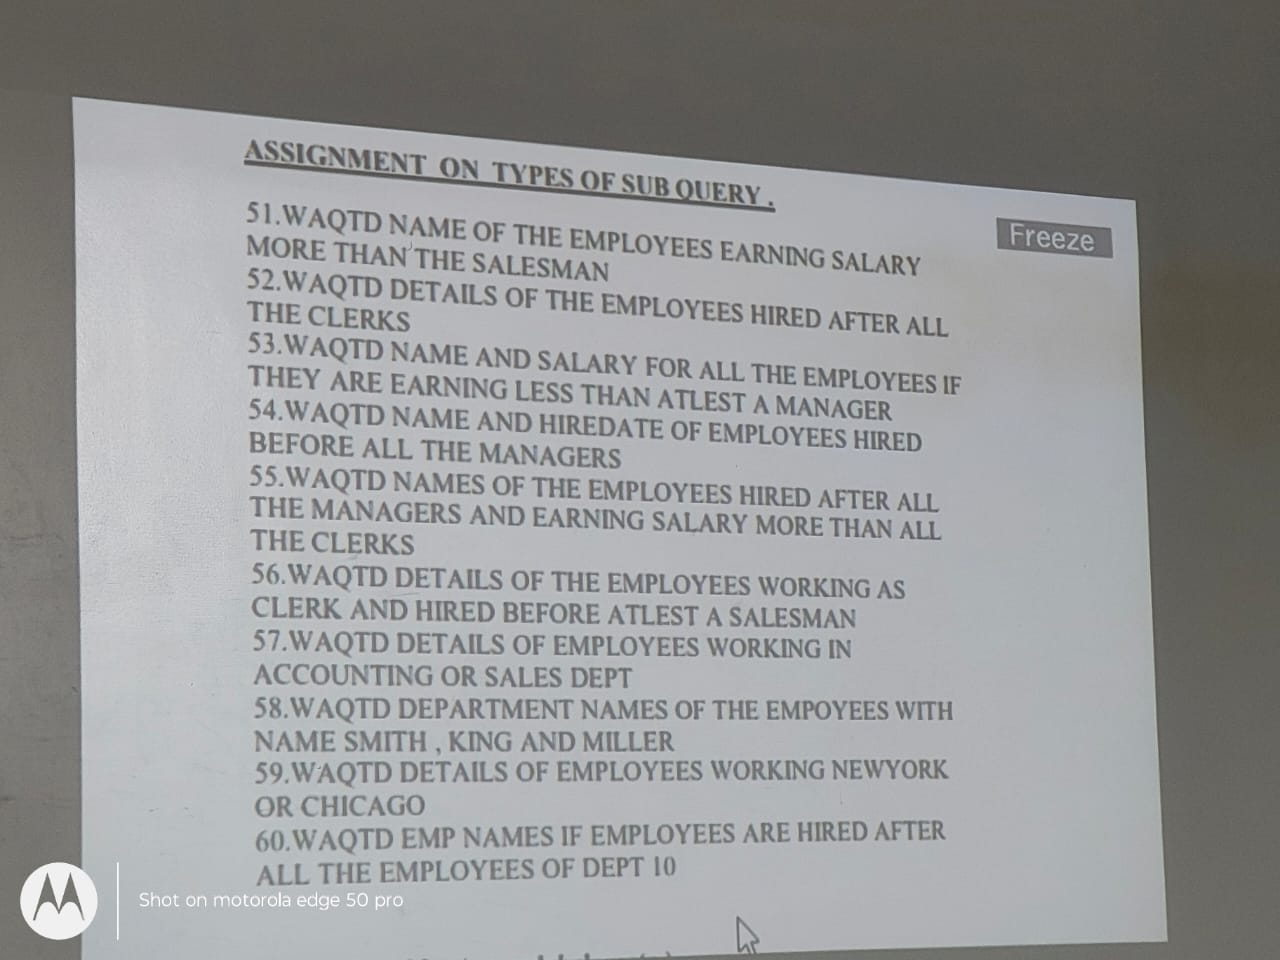 ASSIGNMENT ON TYPES OF SUB QUERY .
Freeze
51.WAQTD NAME OF THE EMPLOYEES EARNING SALARY
MORE THAN THE SALESMAN
52.WAQTD DETAILS OF THE EMPLOYEES HIRED AFTER ALL
THE CLERKS
53.WAQTD NAME AND SALARY FOR ALL THE EMPLOYEES IF
THEY ARE EARNING LESS THAN ATLEST A MANAGER
54.WAQTD NAME AND HIREDATE OF EMPLOYEES HIRED
BEFORE ALL THE MANAGERS
55.WAQTD NAMES OF THE EMPLOYEES HIRED AFTER ALL
THE MANAGERS AND EARNING SALARY MORE THAN ALL
THE CLERKS
56.WAQTD DETAILS OF THE EMPLOYEES WORKING AS
CLERK AND HIRED BEFORE ATLEST A SALESMAN
57.WAQTD DETAILS OF EMPLOYEES WORKING IN
ACCOUNTING OR SALES DEPT
58.WAQTD DEPARTMENT NAMES OF THE EMPOYEES WITH
NAME SMITH , KING AND MILLER
59.WAQTD DETAILS OF EMPLOYEES WORKING NEWYORK
OR CHICAGO
60.WAQTD EMP NAMES IF EMPLOYEES ARE HIRED AFTER
ALL THE EMPLOYEES OF DEPT 10
Shot on motorola edge 50 pro